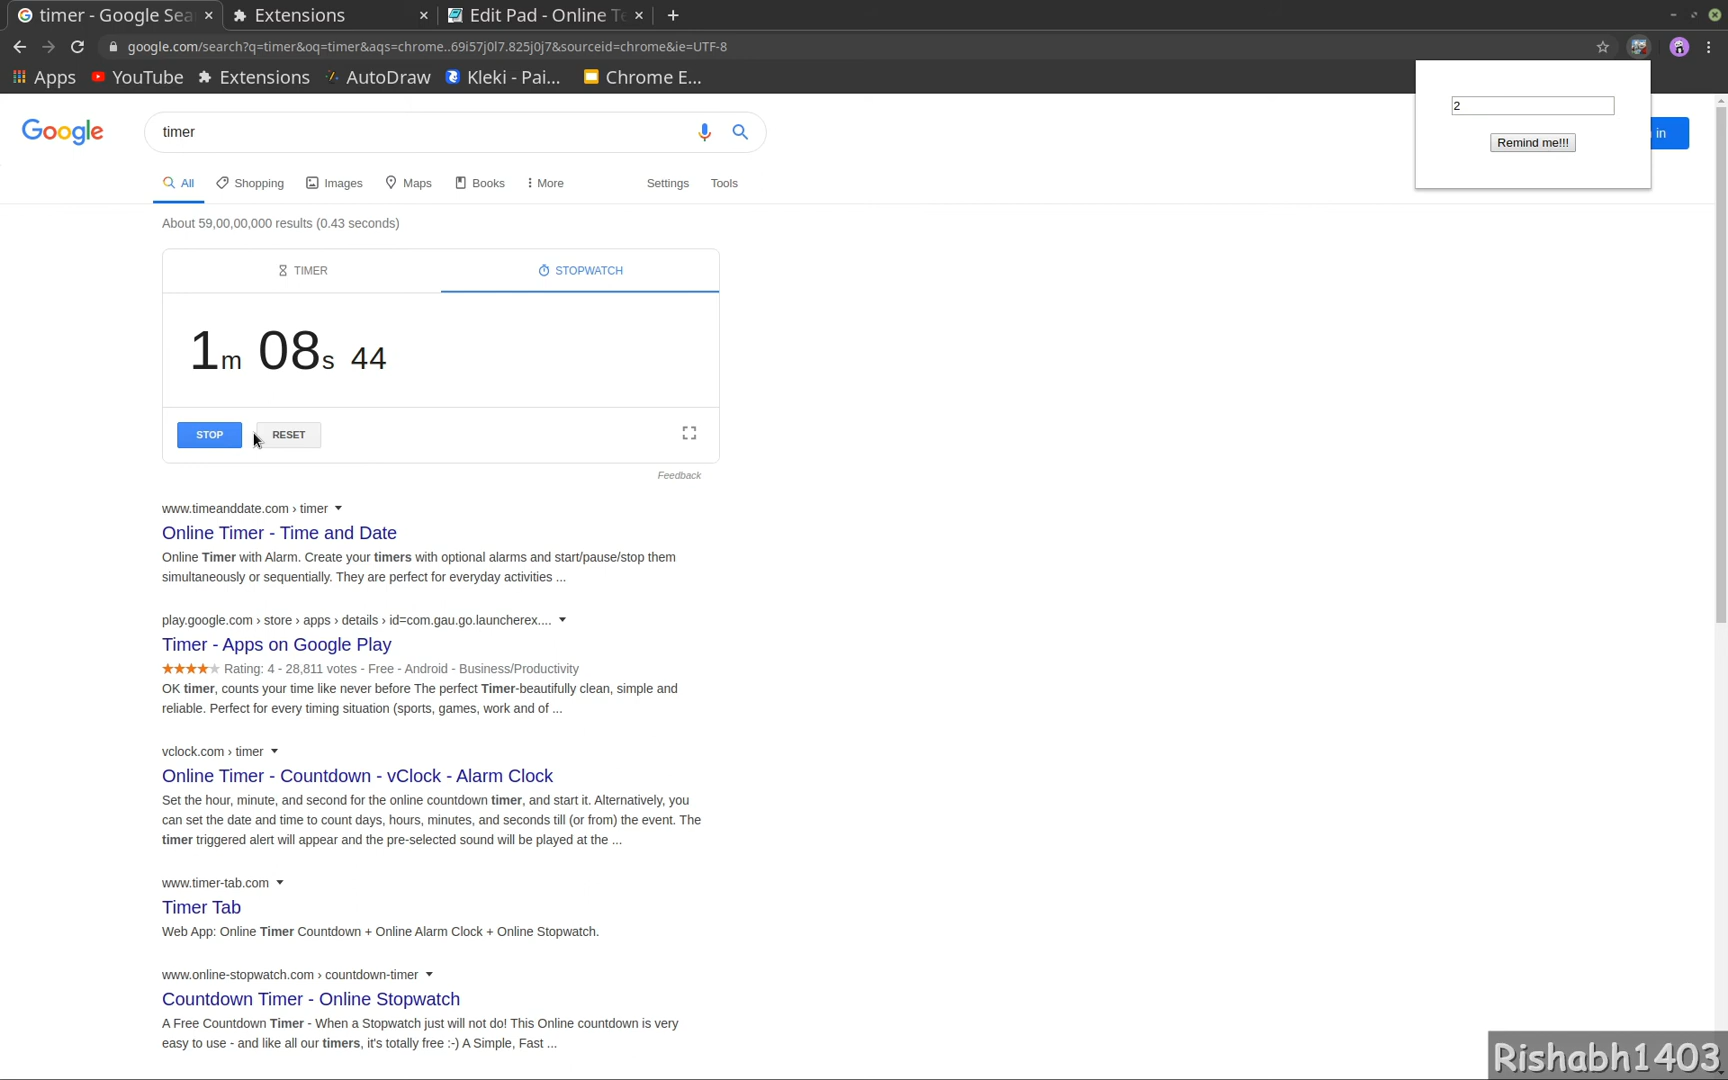 timer - Google Sea
Extensions
Edit Pad - Online Te
google.com/search?q=timer&oq=timer&aqs=chrome..69i57j0l7.825j0j7&sourceid=chrome&ie=UTF-8
Apps
YouTube
Extensions
AutoDraw
Kleki - Pai...
Chrome E...
2
Remind me!!!
in
Google
timer
All
Shopping
Images
Maps
Books
More
Settings
Tools
About 59,00,00,000 results (0.43 seconds)
TIMER
STOPWATCH
1m 08s 44
STOP
RESET
Feedback
www.timeanddate.com › timer
Online Timer - Time and Date
Online Timer with Alarm. Create your timers with optional alarms and start/pause/stop them
simultaneously or sequentially. They are perfect for everyday activities ...
play.google.com › store › apps › details › id=com.gau.go.launcherex....
Timer - Apps on Google Play
Rating: 4 - 28,811 votes - Free - Android - Business/Productivity
OK timer, counts your time like never before The perfect Timer-beautifully clean, simple and
reliable. Perfect for every timing situation (sports, games, work and of ...
vclock.com › timer
Online Timer - Countdown - vClock - Alarm Clock
Set the hour, minute, and second for the online countdown timer, and start it. Alternatively, you
can set the date and time to count days, hours, minutes, and seconds till (or from) the event. The
timer triggered alert will appear and the pre-selected sound will be played at the ...
www.timer-tab.com
Timer Tab
Web App: Online Timer Countdown + Online Alarm Clock + Online Stopwatch.
www.online-stopwatch.com › countdown-timer
Countdown Timer - Online Stopwatch
A Free Countdown Timer - When a Stopwatch just will not do! This Online countdown is very
easy to use - and like all our timers, it's totally free :-) A Simple, Fast ...
Rishabh1403